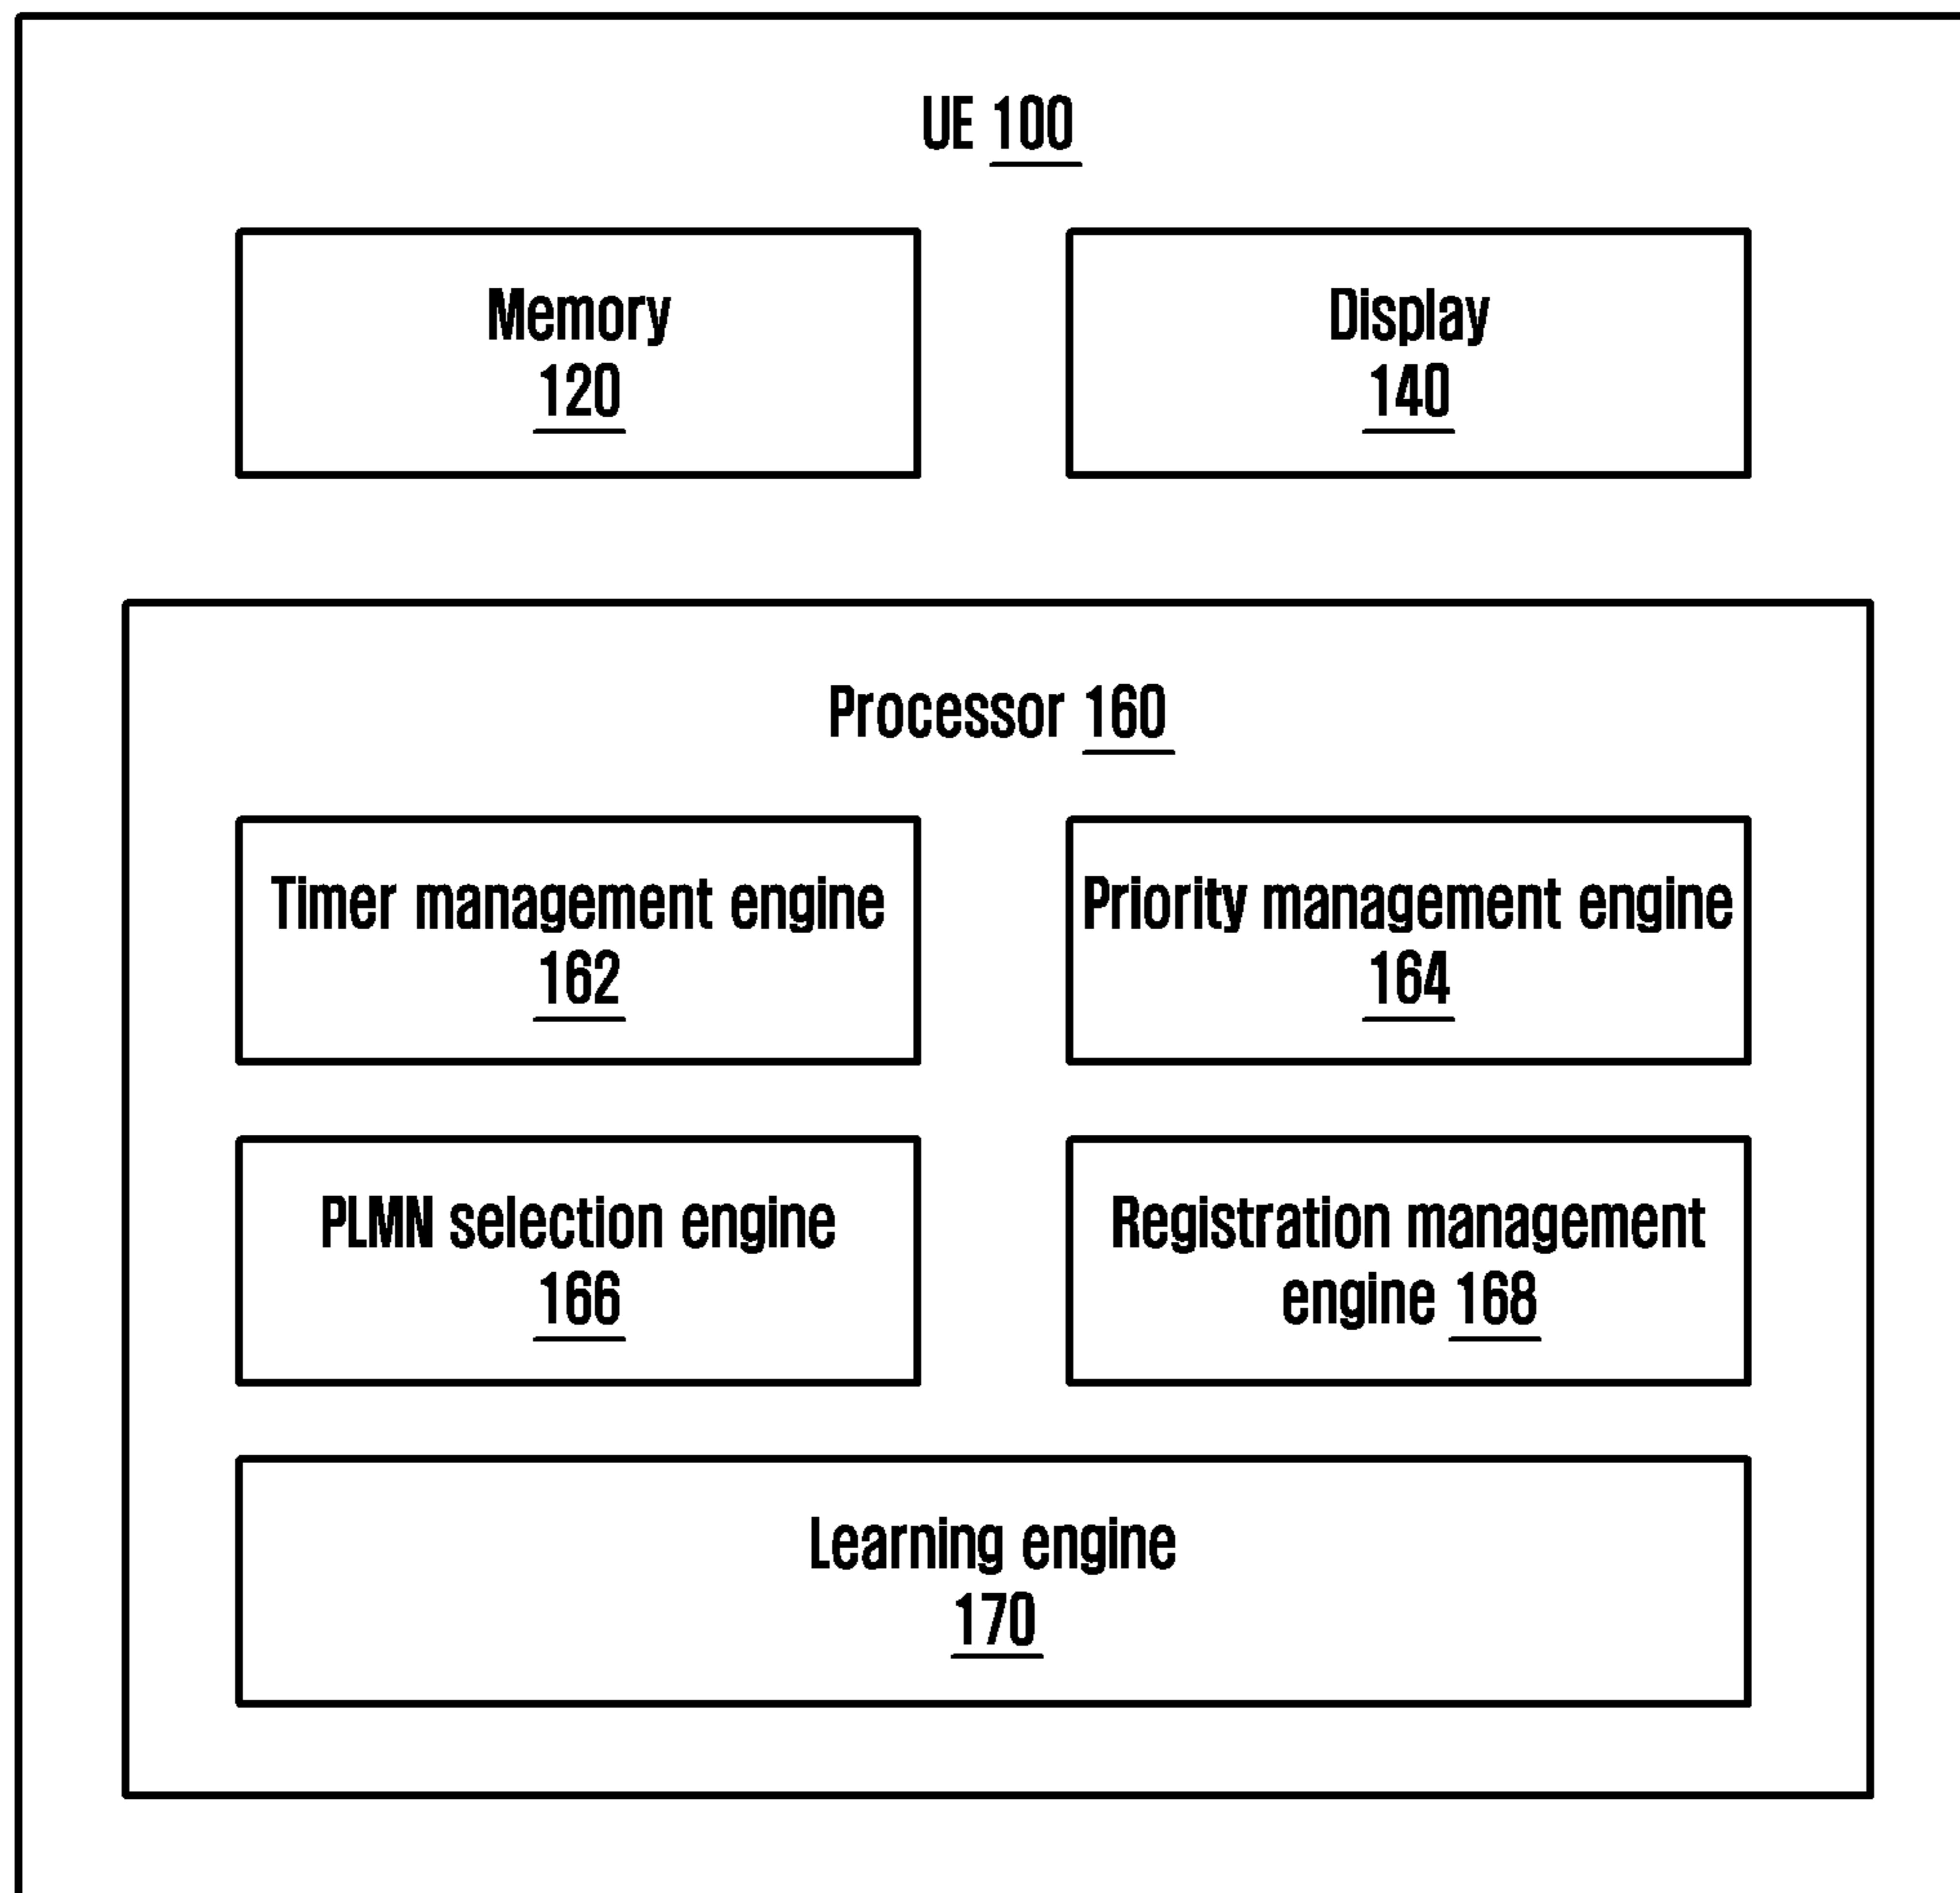 UE 100
Memory
120
Display
140
Processor 160
Timer management engine
162
Priority management engine
164
PLMN selection engine
166
Registration management
engine 168
Learning engine
170